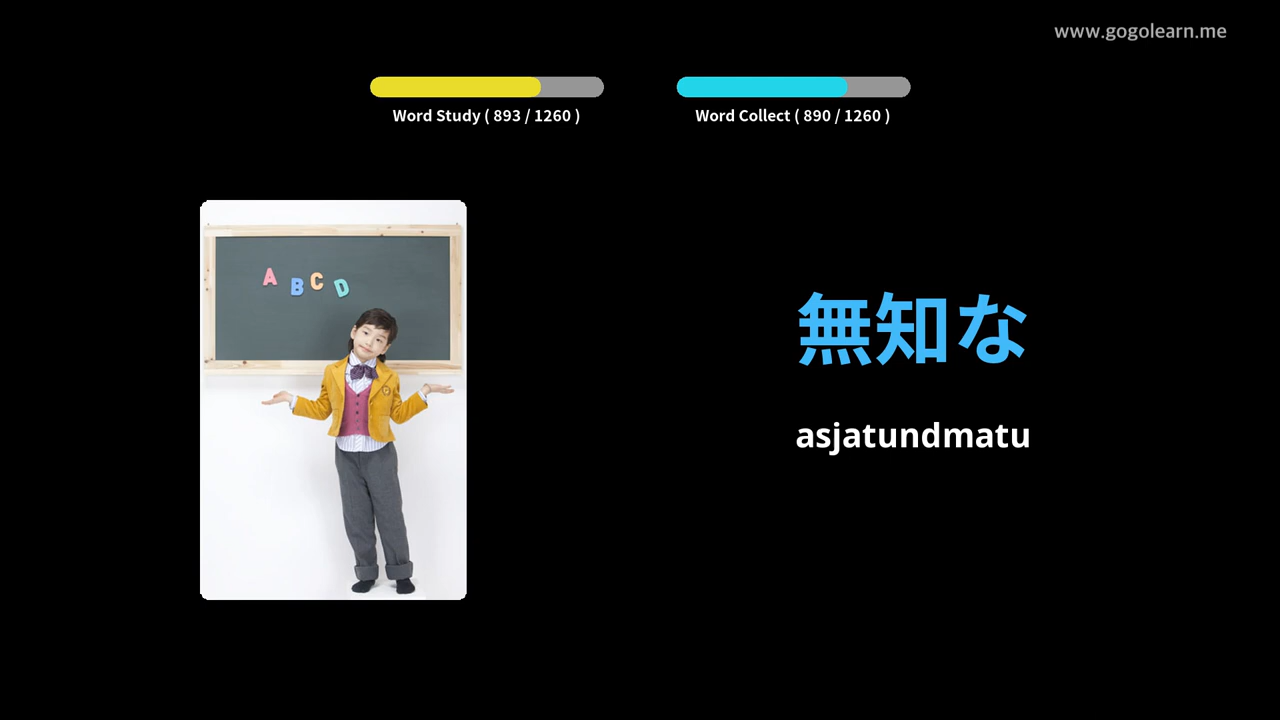 www.gogolearn.me
Word Study ( 893 / 1260 )
Word Collect ( 890 / 1260 )
A B C D
無知な
asjatundmatu